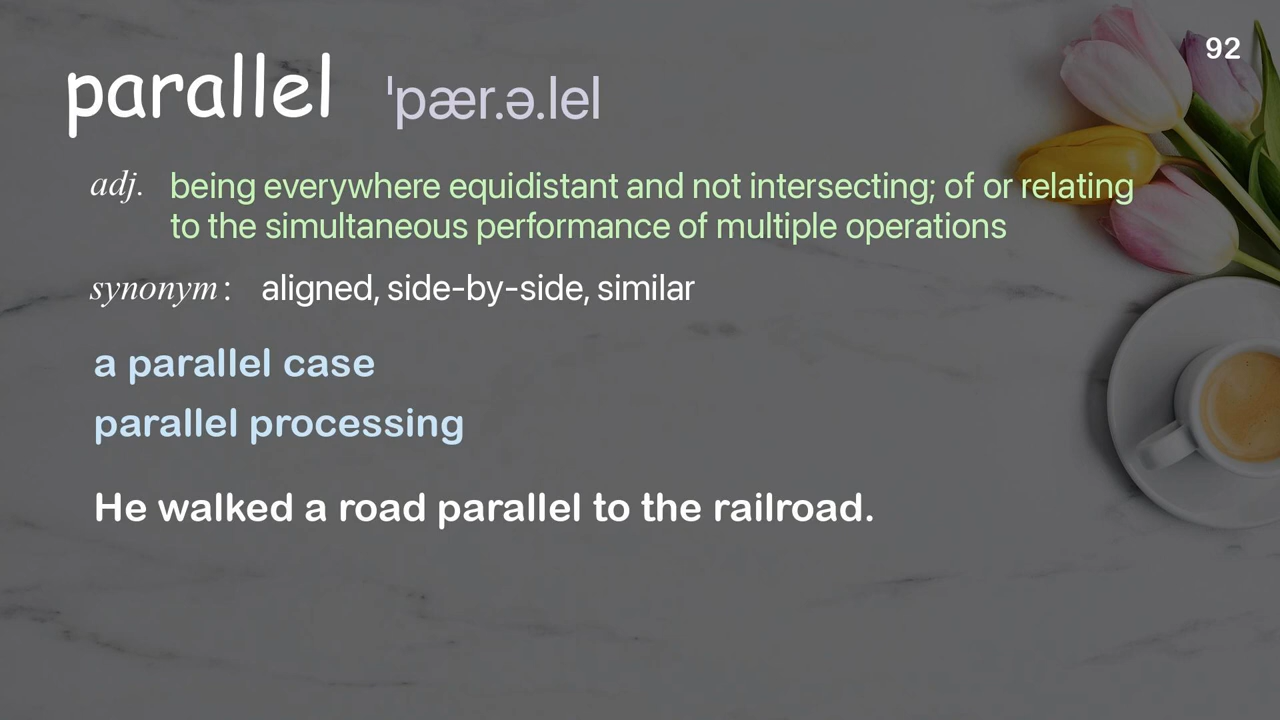 92
parallel ˈpær.ə.lel
adj. being everywhere equidistant and not intersecting; of or relating
to the simultaneous performance of multiple operations
synonym: aligned, side-by-side, similar
a parallel case
parallel processing
He walked a road parallel to the railroad.